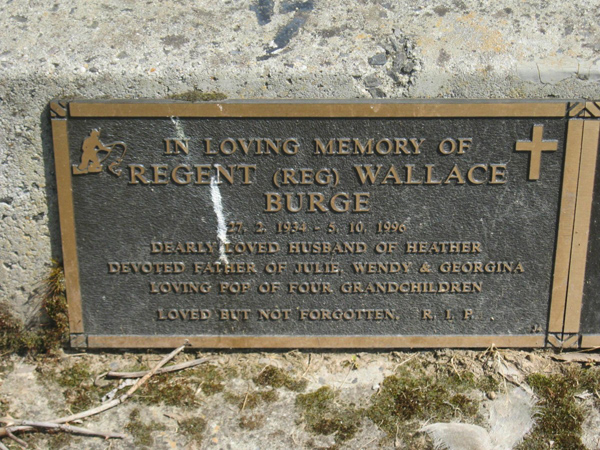 IN LOVING MEMORY OF
REGENT (REG) WALLACE
BURGE
27. 2. 1934 - 5. 10. 1996
DEARLY LOVED HUSBAND OF HEATHER
DEVOTED FATHER OF JULIE, WENDY & GEORGINA
LOVING POP OF FOUR GRANDCHILDREN
LOVED BUT NOT FORGOTTEN. R. I. P.